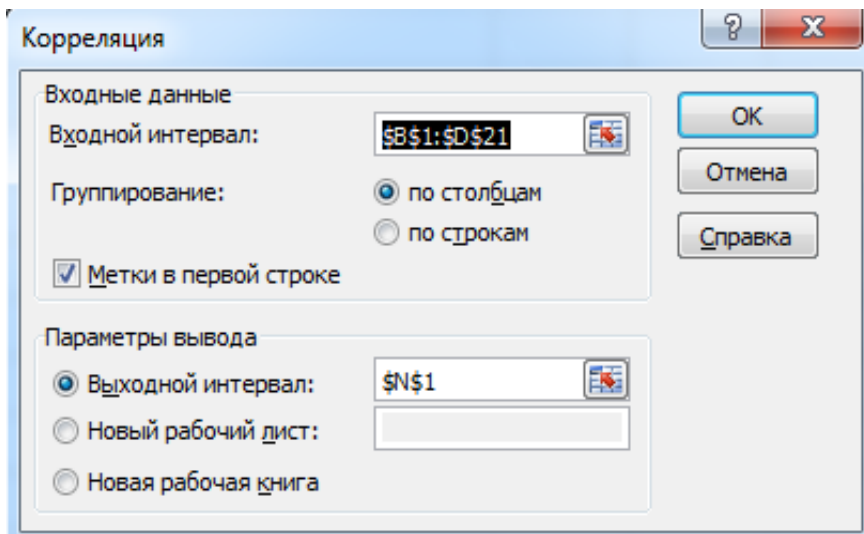 Корреляция
Входные данные
Входной интервал: $B$1:$D$21
Группирование: по столбцам
по строкам
Метки в первой строке
OK
Отмена
Справка
Параметры вывода
Выходной интервал: $N$1
Новый рабочий лист:
Новая рабочая книга